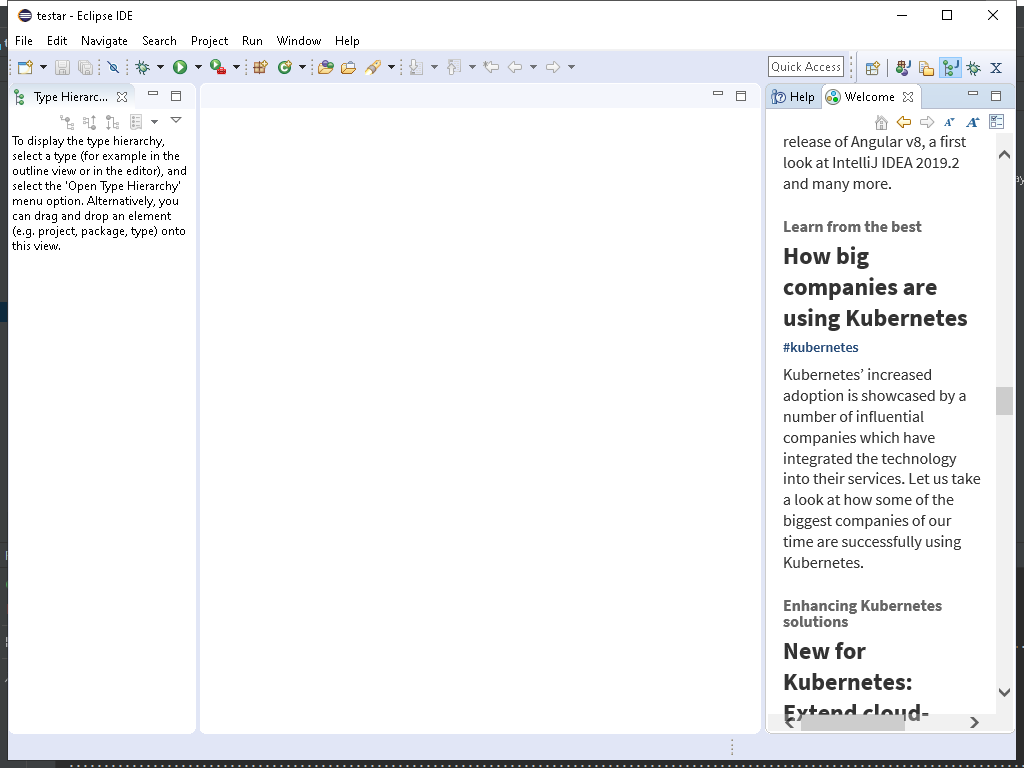 testar - Eclipse IDE
File Edit Navigate Search Project Run Window Help
Quick Access
X
Type Hierarc...
Help
Welcome
A
A
To display the type hierarchy,
select a type (for example in the
outline view or in the editor), and
select the 'Open Type Hierarchy'
menu option. Alternatively, you
can drag and drop an element
(e.g. project, package, type) onto
this view.
release of Angular v8, a first
look at IntelliJ IDEA 2019.2
and many more.
Learn from the best
How big
companies are
using Kubernetes
#kubernetes
Kubernetes’ increased
adoption is showcased by a
number of influential
companies which have
integrated the technology
into their services. Let us take
a look at how some of the
biggest companies of our
time are successfully using
Kubernetes.
Enhancing Kubernetes
solutions
New for
Kubernetes:
Extend cloud-